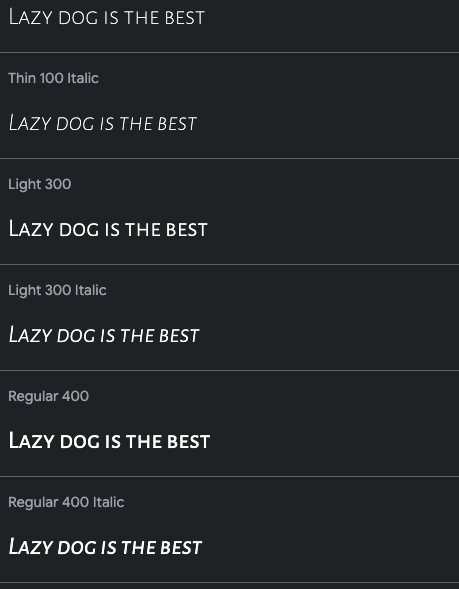 Lazy dog is the best
Thin 100 Italic
Lazy dog is the best
Light 300
Lazy dog is the best
Light 300 Italic
Lazy dog is the best
Regular 400
Lazy dog is the best
Regular 400 Italic
Lazy dog is the best